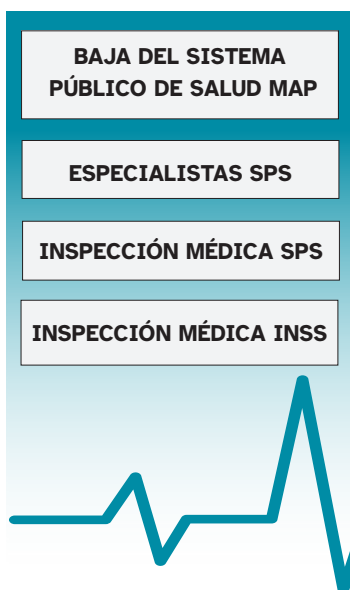 BAJA DEL SISTEMA
PÚBLICO DE SALUD MAP
ESPECIALISTAS SPS
INSPECCIÓN MÉDICA SPS
INSPECCIÓN MÉDICA INSS